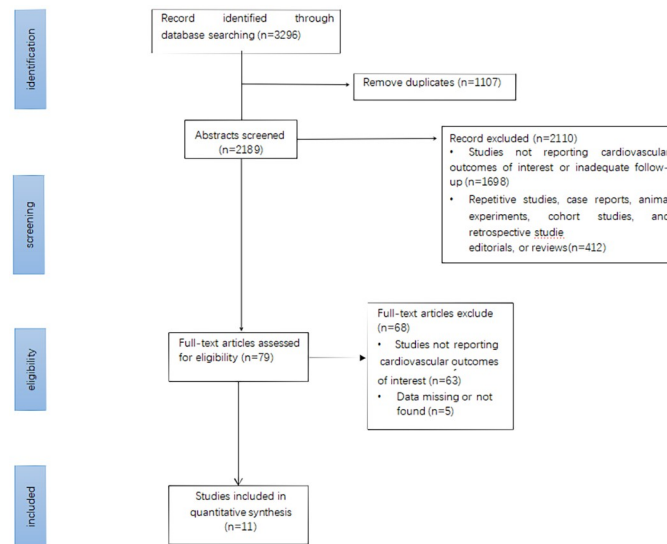 identification
Record identified through
database searching (n=3296)
Remove duplicates (n=1107)
screening
Abstracts screened
(n=2189)
Record excluded (n=2110)
• Studies not reporting cardiovascular
outcomes of interest or inadequate follow-
up (n=1698)
• Repetitive studies, case reports, anima
experiments, cohort studies, and
retrospective studie
editorials, or reviews(n=412)
eligibility
Full-text articles assessed
for eligibility (n=79)
Full-text articles exclude
(n=68)
• Studies not reporting
cardiovascular outcomes
of interest (n=63)
• Data missing or not
found (n=5)
included
Studies included in
quantitative synthesis
(n=11)